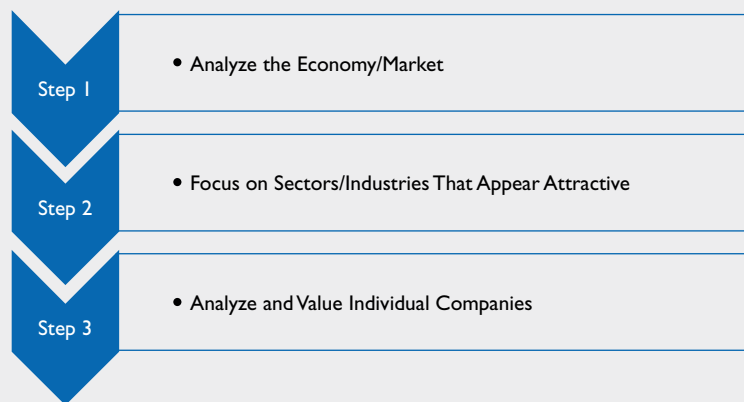 Step 1
• Analyze the Economy/Market
Step 2
• Focus on Sectors/Industries That Appear Attractive
Step 3
• Analyze and Value Individual Companies